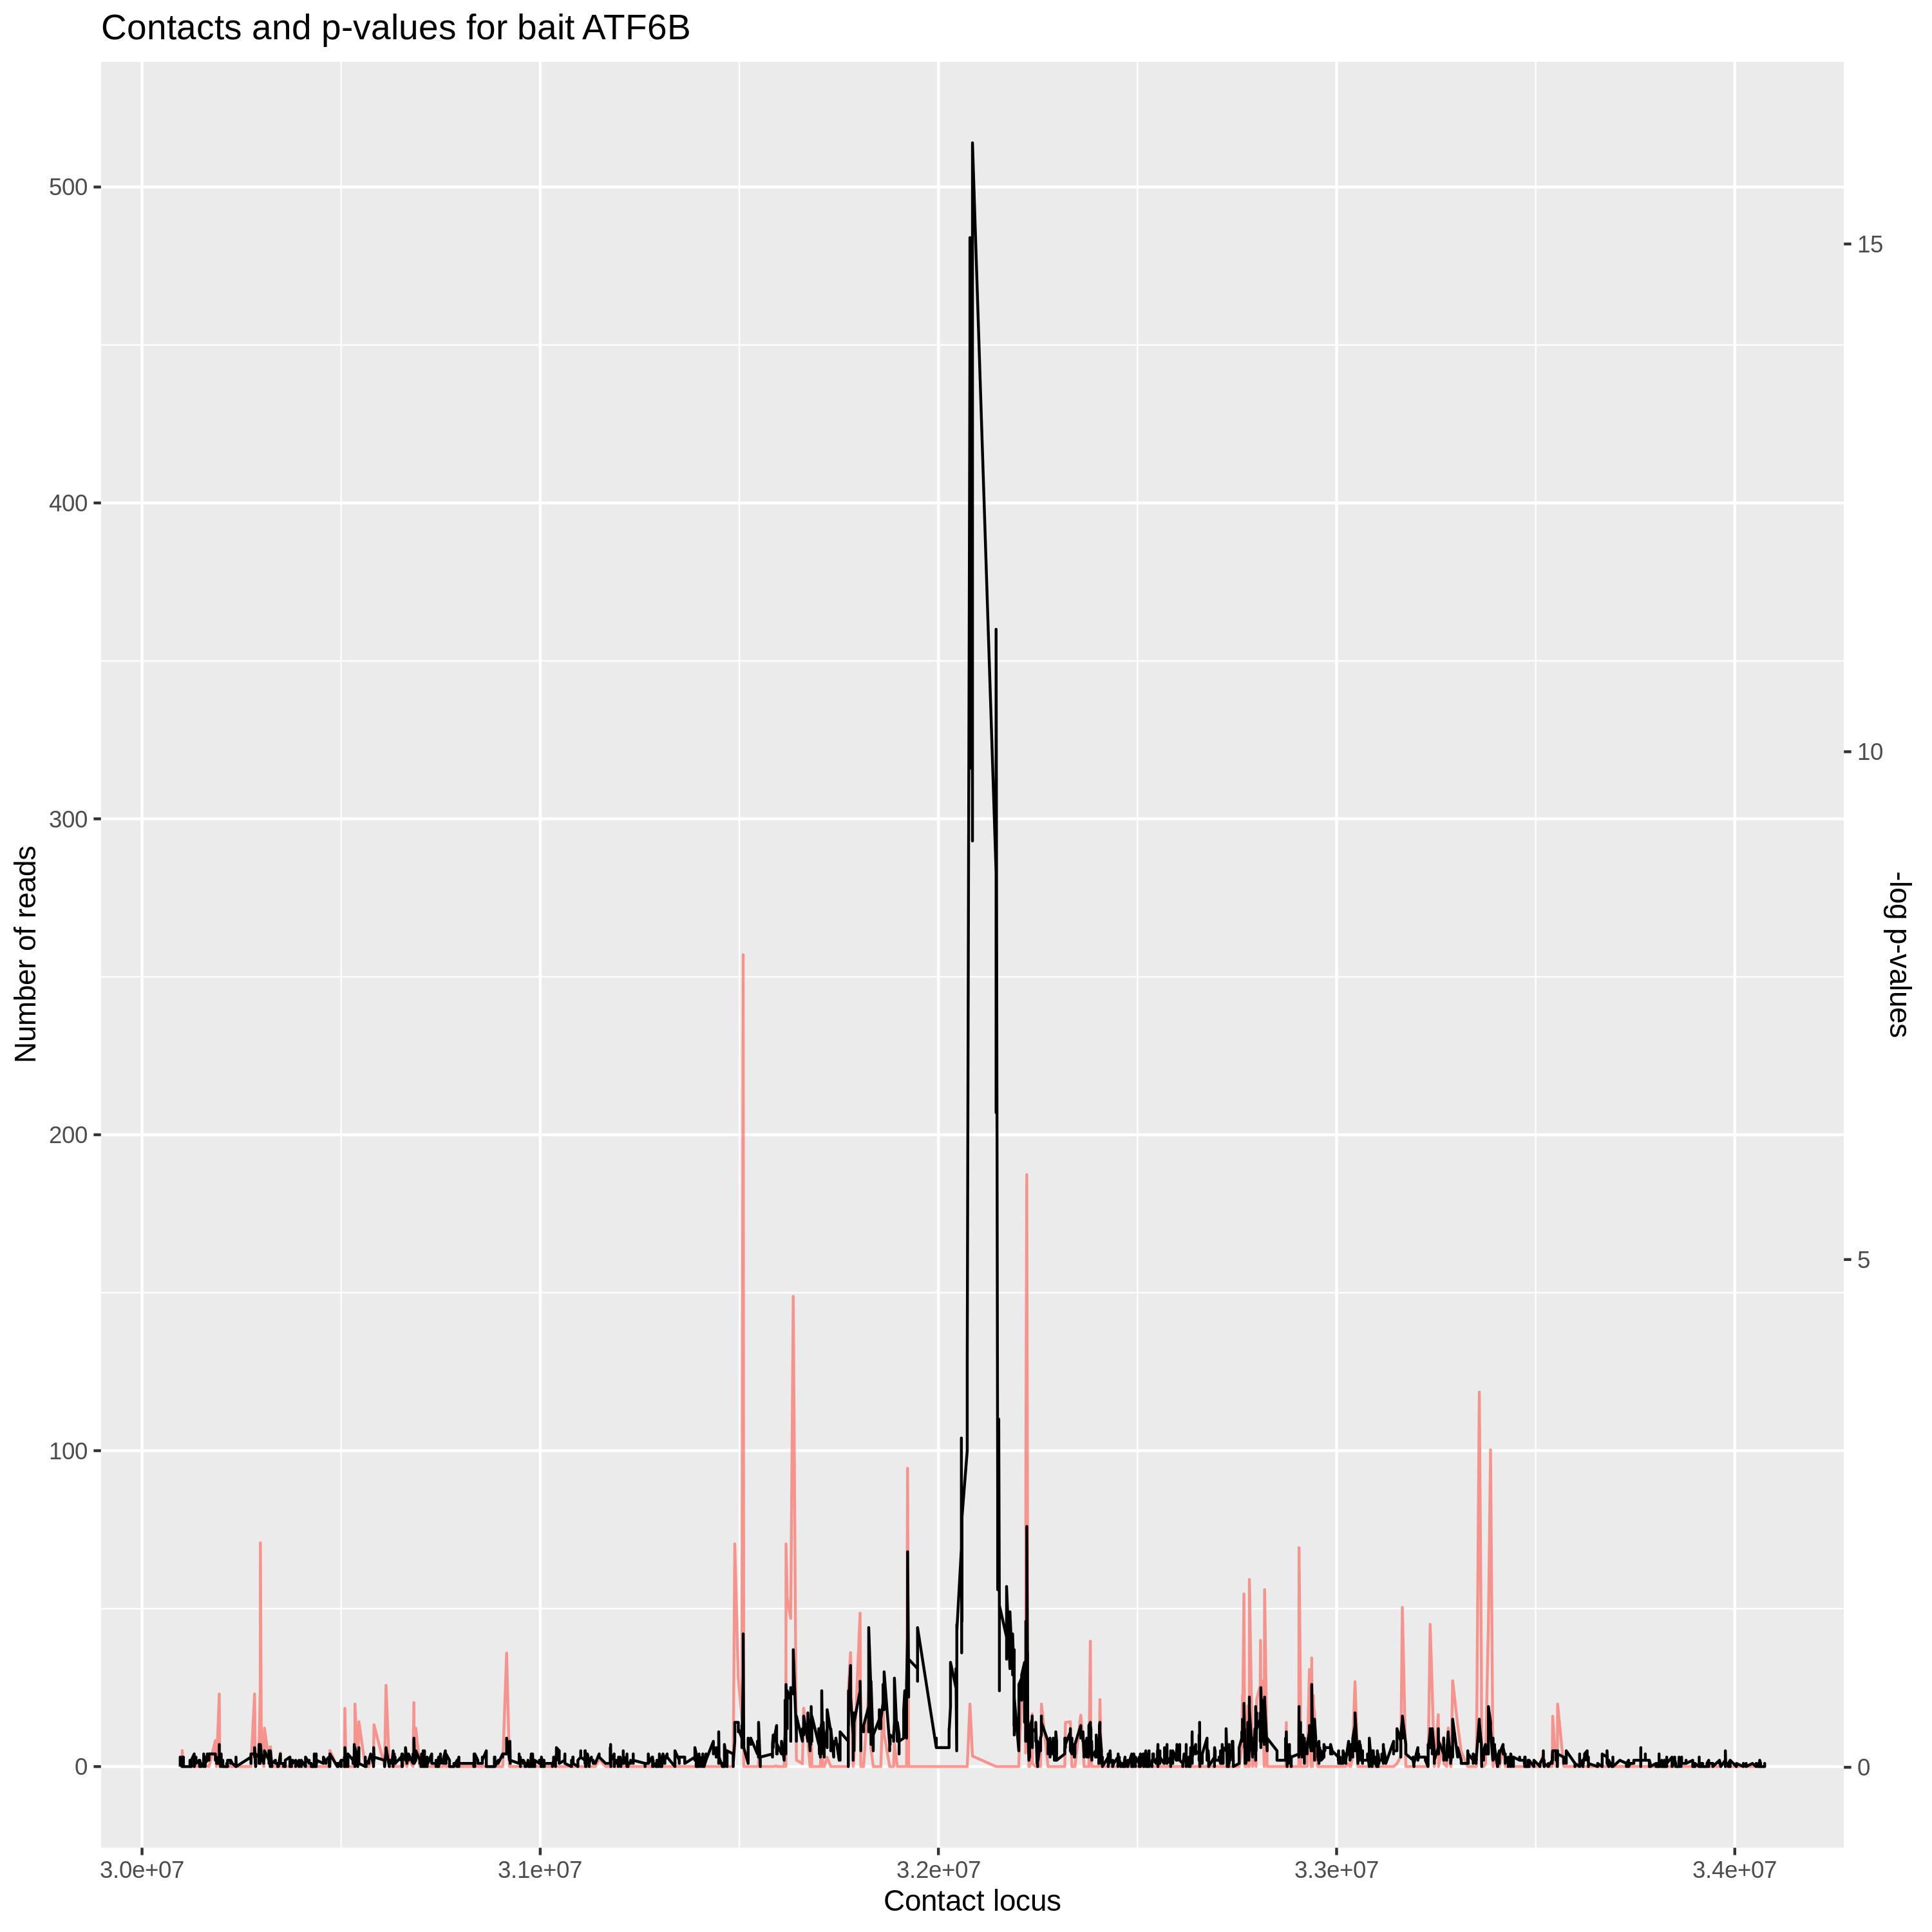 Contacts and p-values for bait ATF6B
500
400
300
200
100
0
15
10
5
0
Number of reads
-log p-values
3.0e+07
3.1e+07
3.2e+07
3.3e+07
3.4e+07
Contact locus